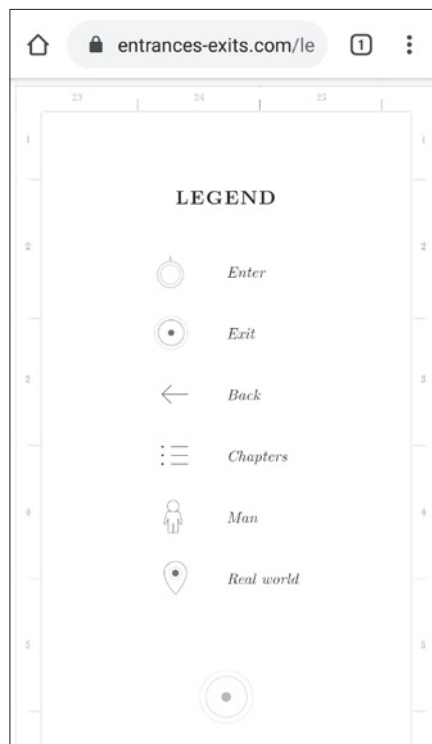 entrances-exits.com/le 1
23 24 25
1 1
LEGEND
2 2
Enter
Exit
3 3
Back
Chapters
4 4
Man
Real world
5 5